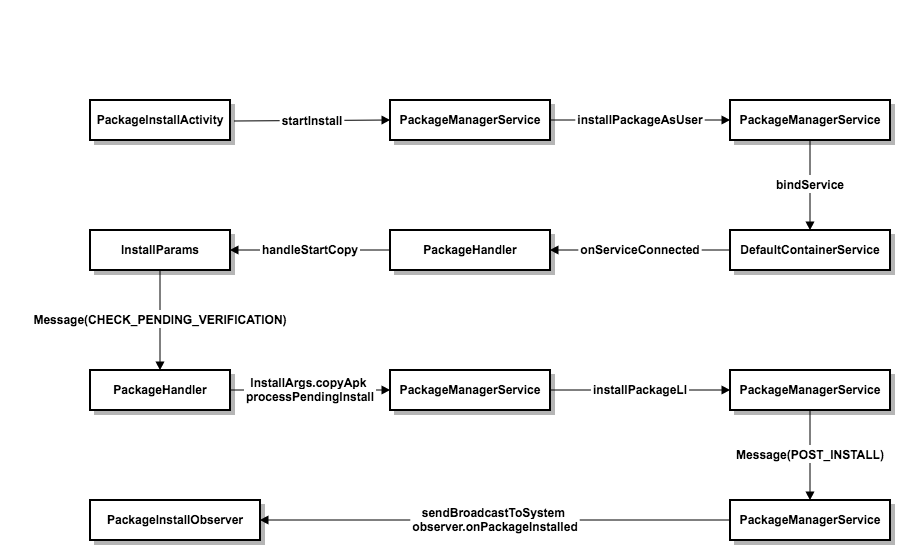 PackageInstallActivity
startInstall
PackageManagerService
installPackageAsUser
PackageManagerService
bindService
InstallParams
handleStartCopy
PackageHandler
onServiceConnected
DefaultContainerService
Message(CHECK_PENDING_VERIFICATION)
PackageHandler
InstallArgs.copyApk
processPendingInstall
PackageManagerService
installPackageLI
PackageManagerService
Message(POST_INSTALL)
PackageInstallObserver
sendBroadcastToSystem
observer.onPackageInstalled
PackageManagerService